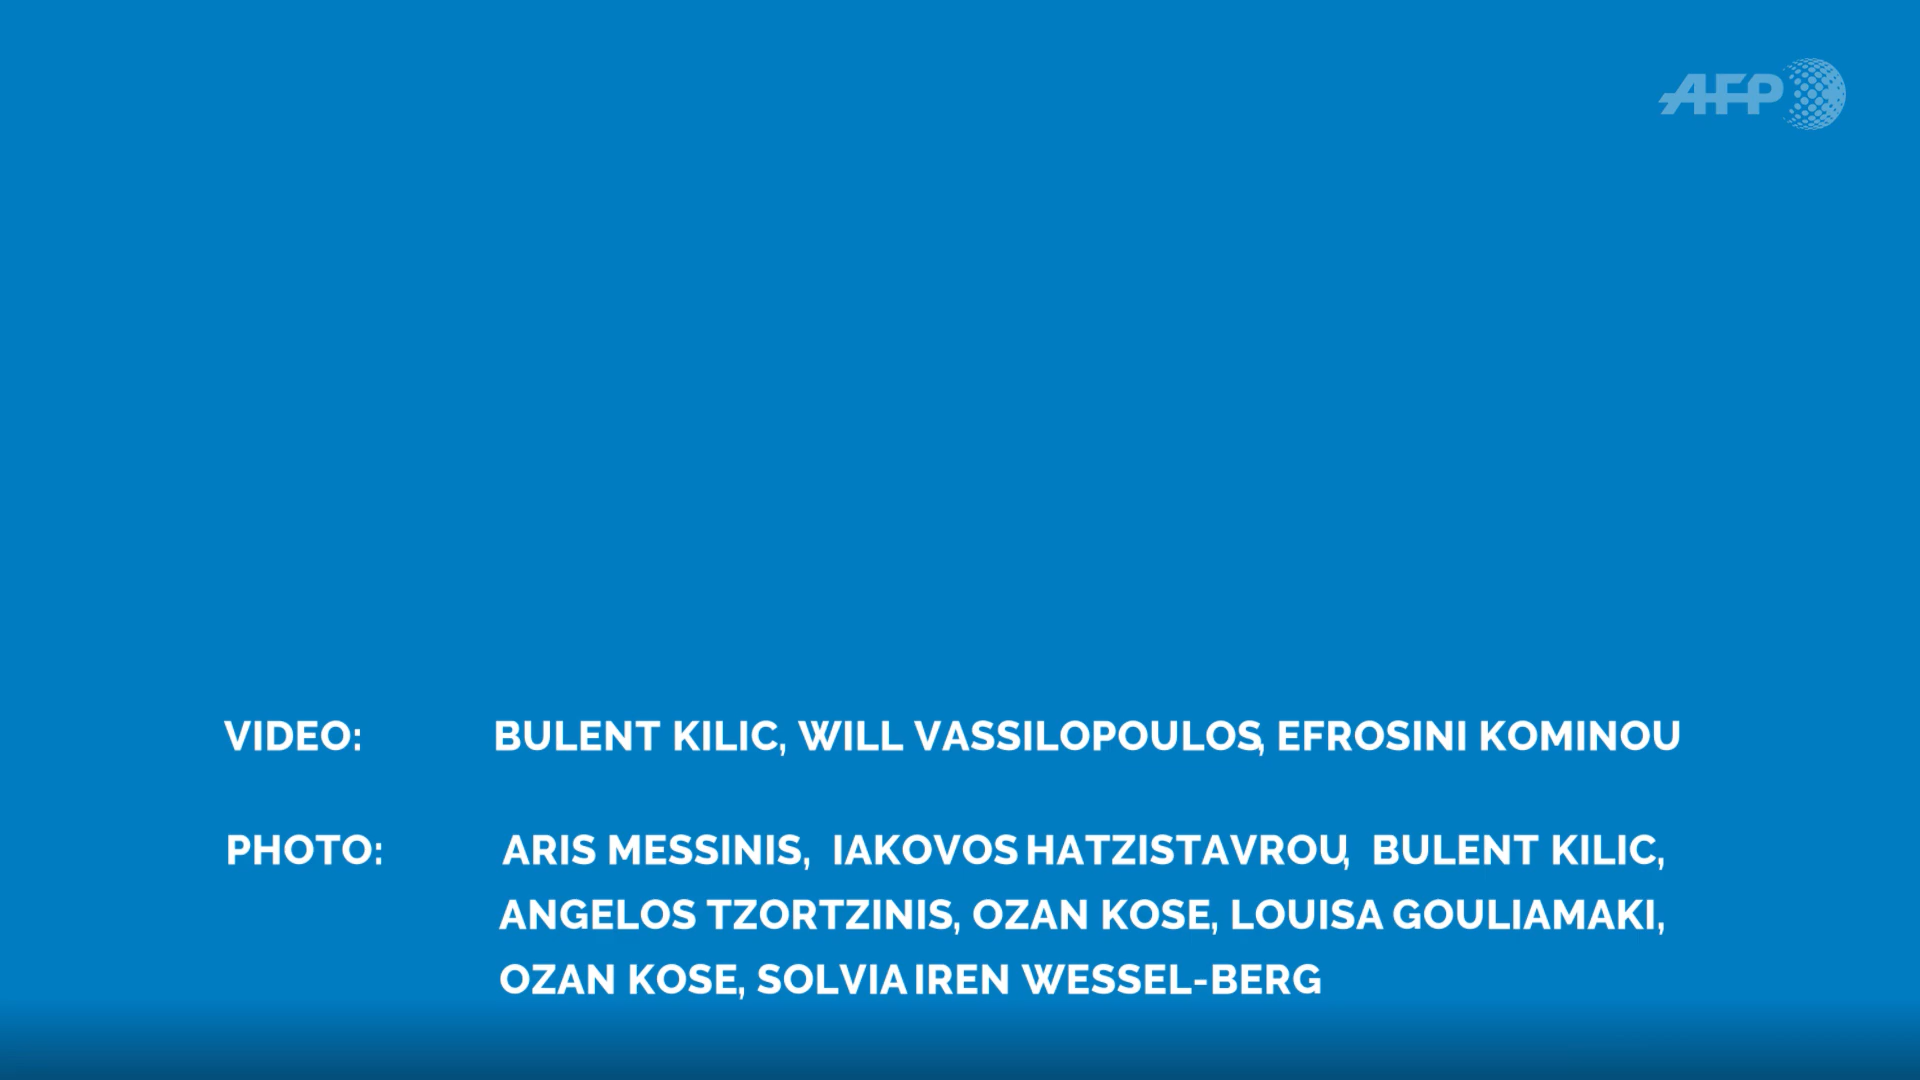 AFP
VIDEO: BULENT KILIC, WILL VASSILOPOULOS, EFROSINI KOMINOU
PHOTO: ARIS MESSINIS, IAKOVOS HATZISTAVROU, BULENT KILIC,
ANGELOS TZORTZINIS, OZAN KOSE, LOUISA GOULIAMAKI,
OZAN KOSE, SOLVIA IREN WESSEL-BERG